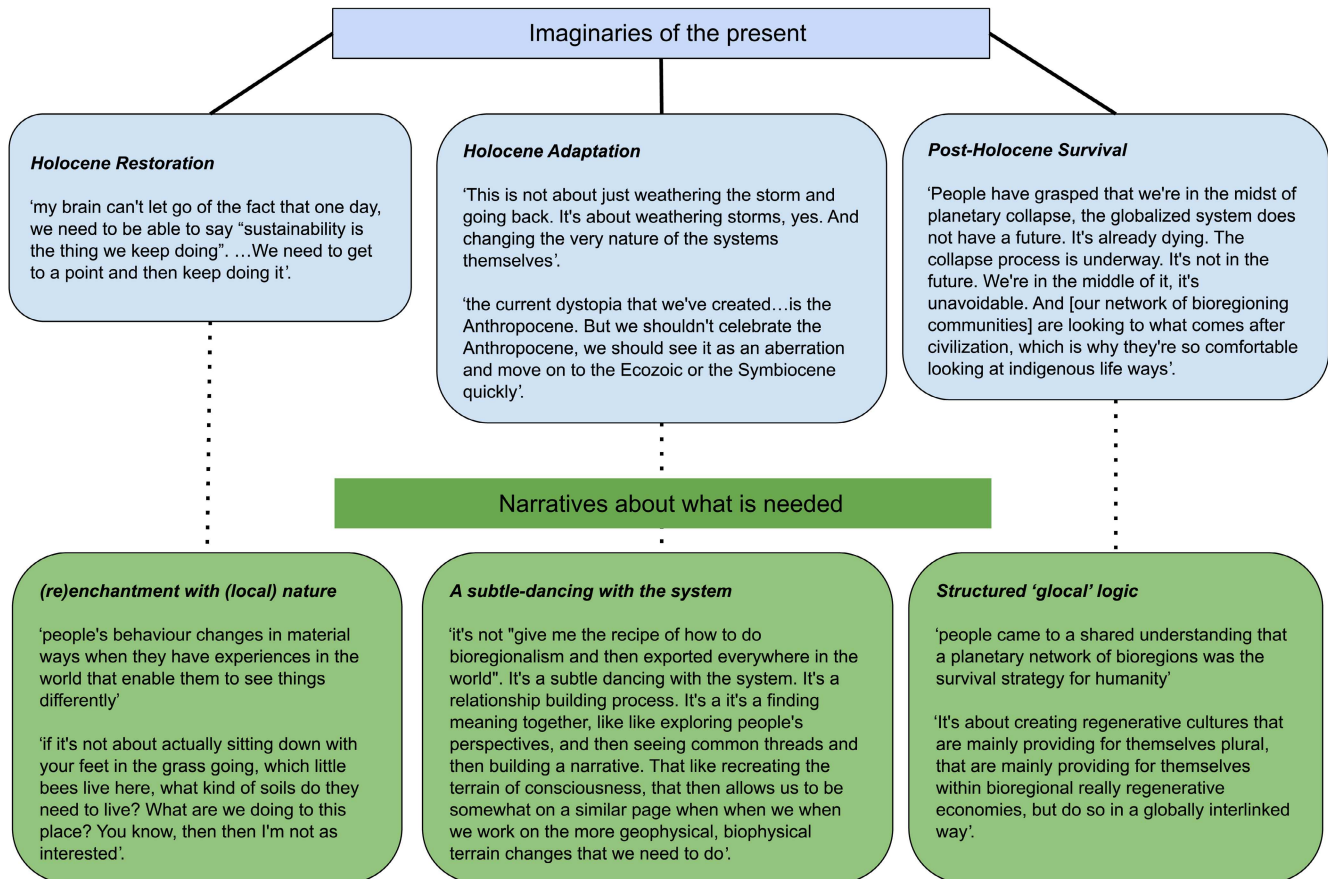 Imaginaries of the present
Holocene Restoration
‘my brain can't let go of the fact that one day,
we need to be able to say “sustainability is
the thing we keep doing”. …We need to get
to a point and then keep doing it’.
Holocene Adaptation
‘This is not about just weathering the storm and
going back. It's about weathering storms, yes. And
changing the very nature of the systems
themselves’.
‘the current dystopia that we've created…is the
Anthropocene. But we shouldn't celebrate the
Anthropocene, we should see it as an aberration
and move on to the Ecozoic or the Symbiocene
quickly’.
Post-Holocene Survival
‘People have grasped that we're in the midst of
planetary collapse, the globalized system does
not have a future. It's already dying. The
collapse process is underway. It's not in the
future. We're in the middle of it, it's
unavoidable. And [our network of bioregioning
communities] are looking to what comes after
civilization, which is why they're so comfortable
looking at indigenous life ways’.
Narratives about what is needed
(re)enchantment with (local) nature
‘people's behaviour changes in material
ways when they have experiences in the
world that enable them to see things
differently’
‘if it's not about actually sitting down with
your feet in the grass going, which little
bees live here, what kind of soils do they
need to live? What are we doing to this
place? You know, then then I'm not as
interested’.
A subtle-dancing with the system
‘it's not "give me the recipe of how to do
bioregionalism and then exported everywhere in the
world". It's a subtle dancing with the system. It's a
relationship building process. It's a it's a finding
meaning together, like like exploring people's
perspectives, and then seeing common threads and
then building a narrative. That like recreating the
terrain of consciousness, that then allows us to be
somewhat on a similar page when when we when
we work on the more geophysical, biophysical
terrain changes that we need to do’.
Structured ‘glocal’ logic
‘people came to a shared understanding that
a planetary network of bioregions was the
survival strategy for humanity’
‘It's about creating regenerative cultures that
are mainly providing for themselves plural,
that are mainly providing for themselves
within bioregional really regenerative
economies, but do so in a globally interlinked
way’.